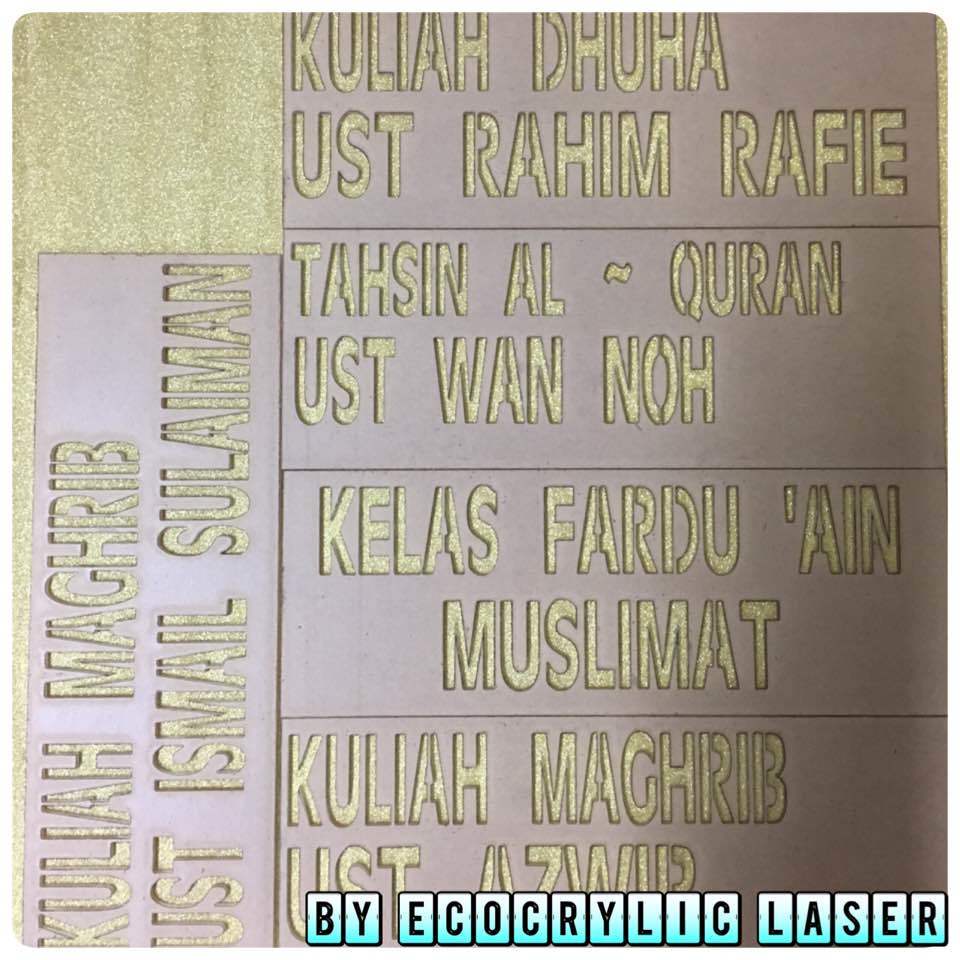 KULIAH DHUHA
UST RAHIM RAFIE
TAHSIN AL ~ QURAN
UST WAN NOH
KELAS FARDU 'AIN
MUSLIMAT
KULIAH MAGHRIB
UST AZWIR
KULIAH MAGHRIB
UST ISMAIL SULAIMAN
BY ECOCRYLIC LASER